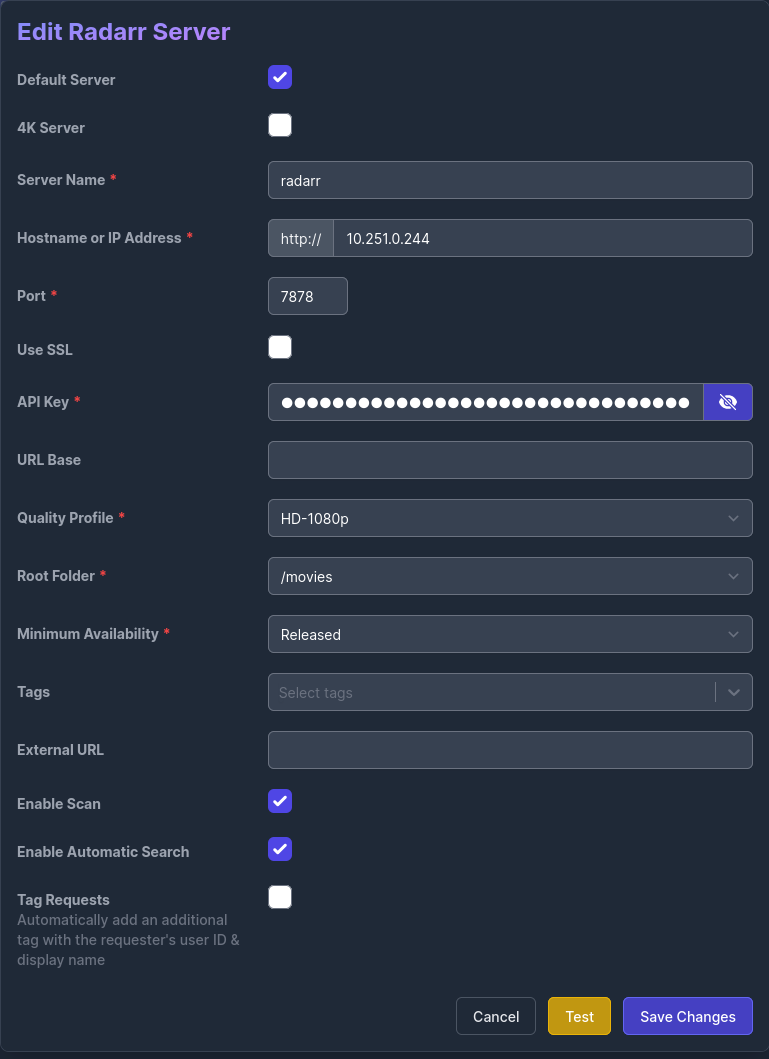 Edit Radarr Server
Default Server
4K Server
Server Name *
radarr
Hostname or IP Address *
http://
10.251.0.244
Port *
7878
Use SSL
API Key *
●●●●●●●●●●●●●●●●●●●●●●●●●●●●●●●●
URL Base
Quality Profile *
HD-1080p
Root Folder *
/movies
Minimum Availability *
Released
Tags
Select tags
External URL
Enable Scan
Enable Automatic Search
Tag Requests
Automatically add an additional
tag with the requester's user ID &
display name
Cancel
Test
Save Changes